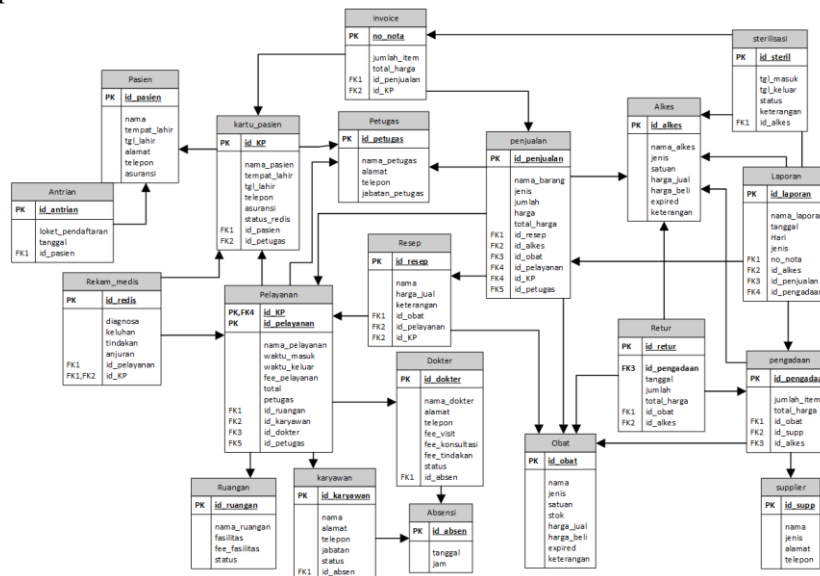 invoice
PK no_nota
jumlah_item
total_harga
FK1 id_penjualan
FK2 id_KP
sterilisasi
PK id_steril
tgl_masuk
tgl_keluar
status
keterangan
FK1 id_alkes
Pasien
PK id_pasien
nama
tempat_lahir
tgl_lahir
alamat
telepon
asuransi
kartu_pasien
PK id_KP
nama_pasien
tempat_lahir
tgl_lahir
telepon
asuransi
status_redis
FK1 id_pasien
FK2 id_petugas
Petugas
PK id_petugas
nama_petugas
alamat
telepon
jabatan_petugas
penjualan
PK id_penjualan
nama_barang
jenis
jumlah
harga
total_harga
FK1 id_resep
FK2 id_alkes
FK3 id_obat
FK4 id_pelayanan
FK4 id_KP
FK5 id_petugas
Alkes
PK id_alkes
nama_alkes
jenis
satuan
harga_jual
harga_beli
expired
keterangan
Laporan
PK id_laporan
nama_lapora
tanggal
Hari
jenis
FK1 no_nota
FK2 id_alkes
FK3 id_penjualan
FK4 id_pengadaa
Antrian
PK id_antrian
loket_pendaftaran
tanggal
FK1 id_pasien
Resep
PK id_resep
nama
harga_jual
keterangan
FK1 id_obat
FK2 id_pelayanan
FK2 id_KP
Rekam_medis
PK id_redis
diagnosa
keluhan
tindakan
anjuran
FK1 id_pelayanan
FK1,FK2 id_KP
Pelayanan
PK,FK4 id_KP
PK id_pelayanan
nama_pelayanan
waktu_masuk
waktu_keluar
fee_pelayanan
total
petugas
FK1 id_ruangan
FK2 id_karyawan
FK3 id_dokter
FK5 id_petugas
Retur
PK id_retur
FK3 id_pengadaan
tanggal
jumlah
total_harga
FK1 id_obat
FK2 id_alkes
pengadaan
PK id_pengadaa
jumlah_item
total_harga
FK1 id_obat
FK2 id_supp
FK3 id_alkes
Dokter
PK id_dokter
nama_dokter
alamat
telepon
fee_visit
fee_konsultasi
fee_tindakan
status
FK1 id_absen
Obat
PK id_obat
nama
jenis
satuan
stok
harga_jual
harga_beli
expired
keterangan
Ruangan
PK id_ruangan
nama_ruangan
fasilitas
fee_fasilitas
status
karyawan
PK id_karyawan
nama
alamat
telepon
jabatan
status
FK1 id_absen
Absensi
PK id_absen
tanggal
jam
supplier
PK id_supp
nama
jenis
alamat
telepon